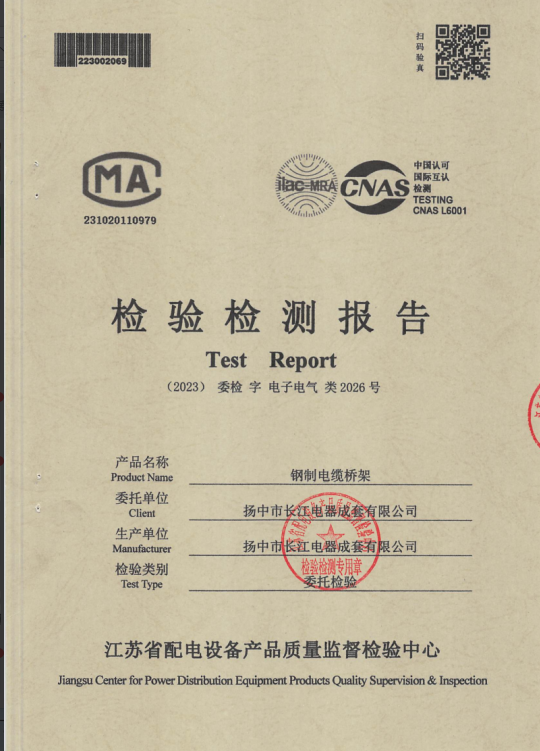 223002069
扫码验真
MA
231020110979
ilac-MRA
CNAS
中国认可
国际互认
检测
TESTING
CNAS L6001
检验检测报告
Test Report
（2023） 委检 字 电子电气 类 2026 号
产品名称 钢制电缆桥架
Product Name
委托单位 扬中市长江电器成套有限公司
Client
生产单位 扬中市长江电器成套有限公司
Manufacturer
检验检测专用章
检验类别 委托检验
Test Type
江苏省配电设备产品质量监督检验中心
Jiangsu Center for Power Distribution Equipment Products Quality Supervision & Inspection